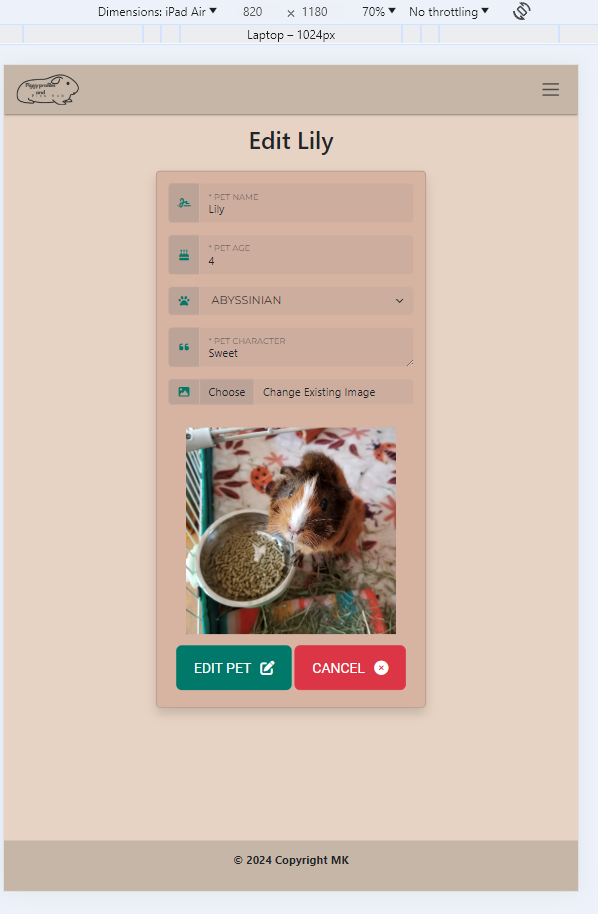 Dimensions: iPad Air 820 × 1180 70% No throttling
Laptop – 1024px
Edit Lily
* PET NAME
Lily
* PET AGE
4
ABYSSINIAN
* PET CHARACTER
Sweet
Choose Change Existing Image
EDIT PET CANCEL
© 2024 Copyright MK